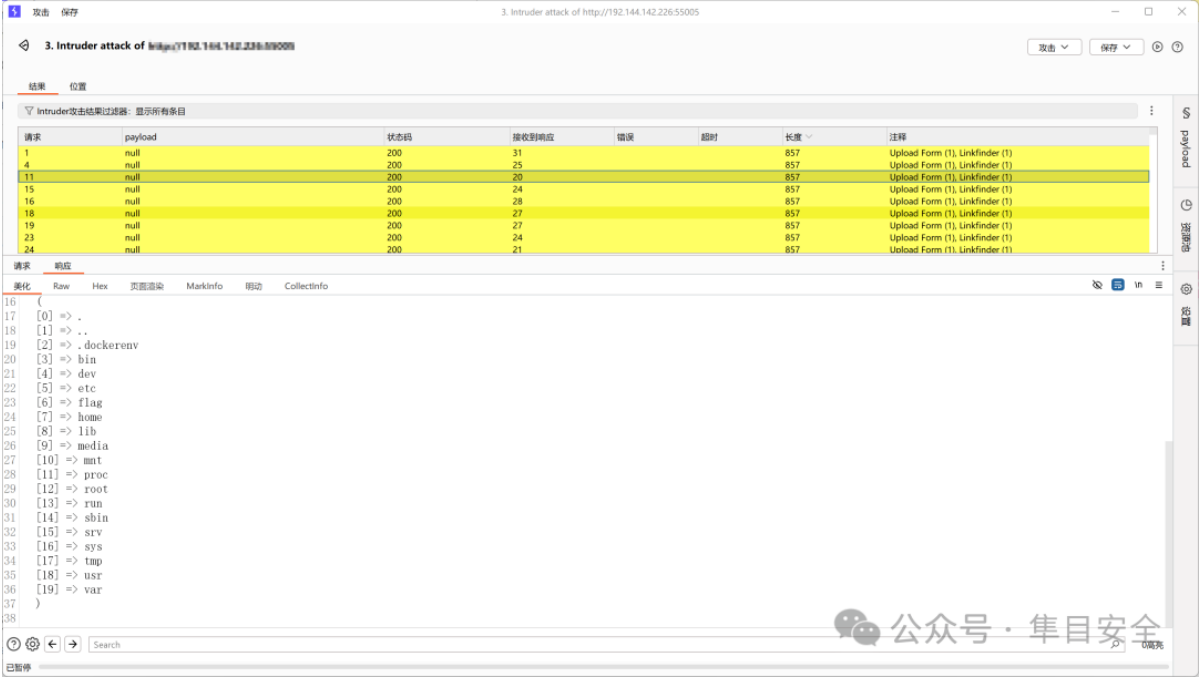 攻击 保存 3. Intruder attack of http://192.144.142.226:55005
3. Intruder attack of
攻击 保存
结果 位置
Intruder攻击结果过滤器：显示所有条目
请求 payload 状态码 接收到响应 错误 超时 长度 注释
1 null 200 31 857 Upload Form (1), Linkfinder (1)
4 null 200 25 857 Upload Form (1), Linkfinder (1)
11 null 200 20 857 Upload Form (1), Linkfinder (1)
15 null 200 24 857 Upload Form (1), Linkfinder (1)
16 null 200 28 857 Upload Form (1), Linkfinder (1)
18 null 200 27 857 Upload Form (1), Linkfinder (1)
19 null 200 27 857 Upload Form (1), Linkfinder (1)
23 null 200 24 857 Upload Form (1), Linkfinder (1)
24 null 200 21 857 Upload Form (1), Linkfinder (1)
payload
资源池
设置
请求 响应
美化 Raw Hex 页面渲染 MarkInfo 明动 CollectInfo \n
16 (
17 [0] => .
18 [1] => ..
19 [2] => .dockerenv
20 [3] => bin
21 [4] => dev
22 [5] => etc
23 [6] => flag
24 [7] => home
25 [8] => lib
26 [9] => media
27 [10] => mnt
28 [11] => proc
29 [12] => root
30 [13] => run
31 [14] => sbin
32 [15] => srv
33 [16] => sys
34 [17] => tmp
35 [18] => usr
36 [19] => var
37 )
38
公众号 · 隼目安全
Search 0高亮
已暂停